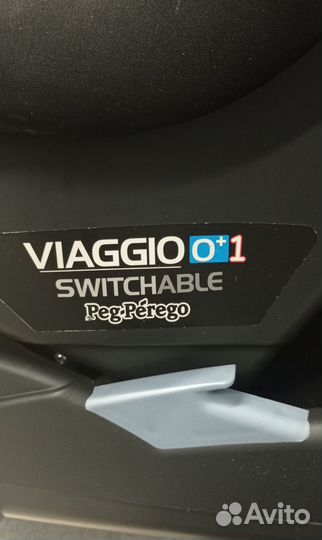 VIAGGIO 0+1
SWITCHABLE
Peg-Pérego
Avito